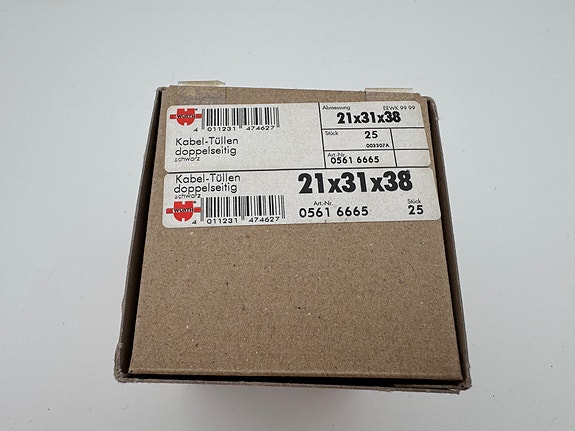 WÜRTH
4 011231 474627
Kabel-Tüllen
doppelseitig
schwarz
Abmessung EEWK 99 99
21x31x38
Stück
25
003307A
Art.-Nr.
0561 6665
Kabel-Tüllen
doppelseitig
schwarz
21x31x38
WÜRTH
4 011231 474627
Art.-Nr.
0561 6665
Stück
25